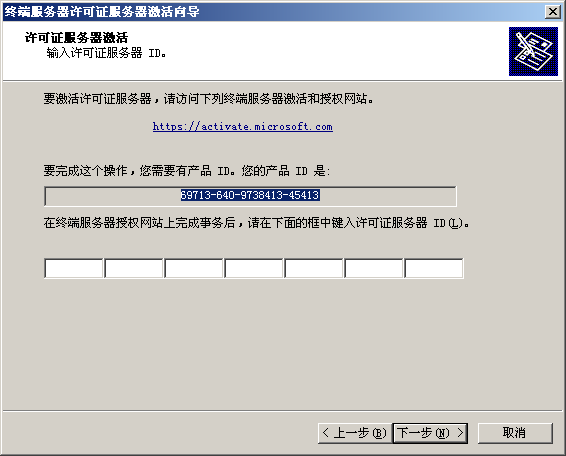 终端服务器许可证服务器激活向导
许可证服务器激活
输入许可证服务器 ID。
要激活许可证服务器，请访问下列终端服务器激活和授权网站。
https://activate.microsoft.com
要完成这个操作，您需要有产品 ID。您的产品 ID 是:
69713-640-9738413-45413
在终端服务器授权网站上完成事务后，请在下面的框中键入许可证服务器 ID(L)。
< 上一步(B) 下一步(N) > 取消